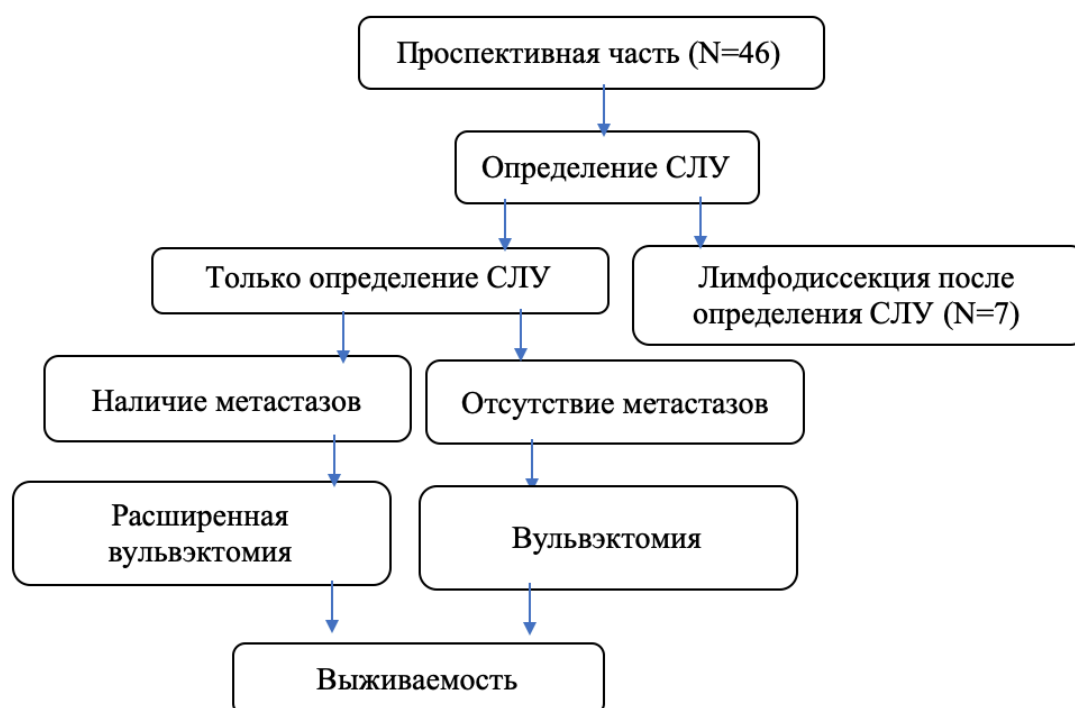 Проспективная часть (N=46)
Определение СЛУ
Только определение СЛУ
Лимфодиссекция после
определения СЛУ (N=7)
Наличие метастазов
Отсутствие метастазов
Расширенная
вульвэктомия
Вульвэктомия
Выживаемость